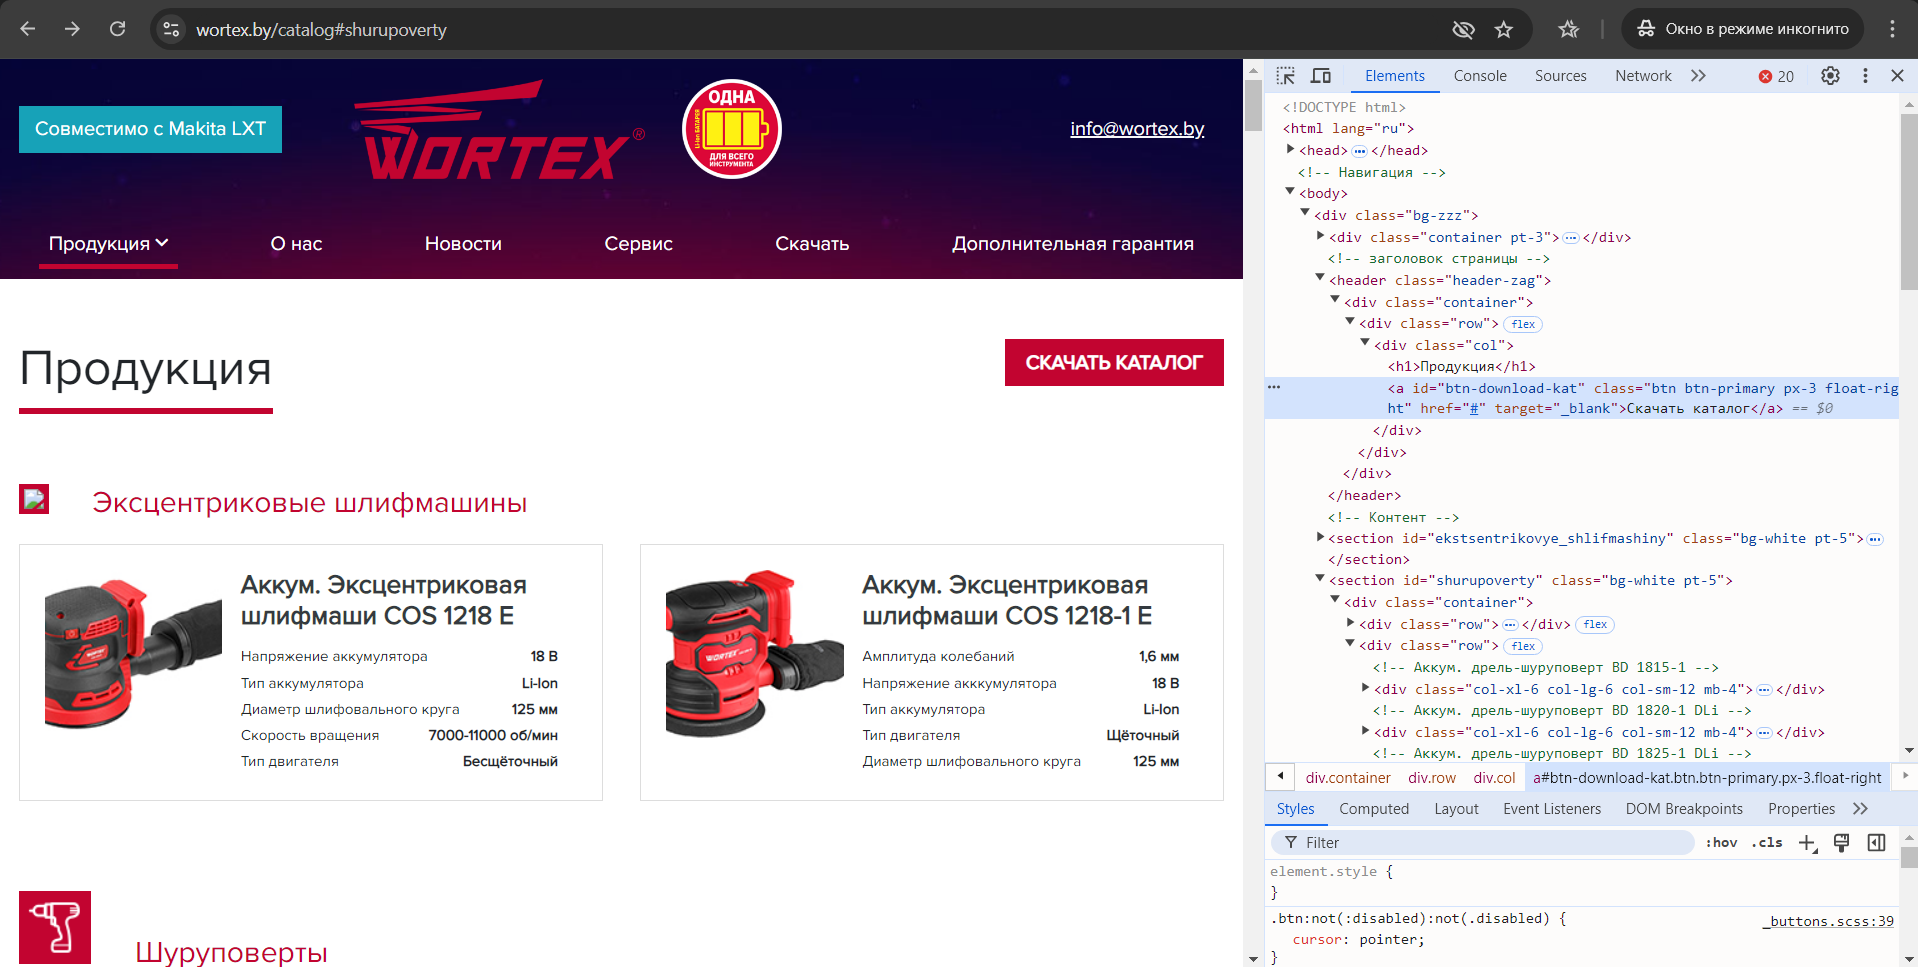 wortex.by/catalog#shurupoverty
Окно в режиме инкогнито
Совместимо с Makita LXT
WORTEX®
ОДНА
Li-Ion БАТАРЕЯ
ДЛЯ ВСЕГО
ИНСТРУМЕНТА
info@wortex.by
Продукция
О нас
Новости
Сервис
Скачать
Дополнительная гарантия
Продукция
СКАЧАТЬ КАТАЛОГ
Эксцентриковые шлифмашины
Аккум. Эксцентриковая
шлифмаши COS 1218 E
Напряжение аккумулятора 18 В
Тип аккумулятора Li-Ion
Диаметр шлифовального круга 125 мм
Скорость вращения 7000-11000 об/мин
Тип двигателя Бесщёточный
WORTEX
Аккум. Эксцентриковая
шлифмаши COS 1218-1 E
Амплитуда колебаний 1,6 мм
Напряжение акккумулятора 18 В
Тип аккумулятора Li-Ion
Тип двигателя Щёточный
Диаметр шлифовального круга 125 мм
WORTEX
Шуруповерты
Elements Console Sources Network 20
<!DOCTYPE html>
<html lang="ru">
<head> ··· </head>
<!-- Навигация -->
<body>
<div class="bg-zzz">
<div class="container pt-3"> ··· </div>
<!-- заголовок страницы -->
<header class="header-zag">
<div class="container">
<div class="row"> flex
<div class="col">
<h1>Продукция</h1>
<a id="btn-download-kat" class="btn btn-primary px-3 float-rig
ht" href="#" target="_blank">Скачать каталог</a> == $0
</div>
</div>
</div>
</header>
<!-- Контент -->
<section id="ekstsentrikovye_shlifmashiny" class="bg-white pt-5"> ···
</section>
<section id="shurupoverty" class="bg-white pt-5">
<div class="container">
<div class="row"> ··· </div> flex
<div class="row"> flex
<!-- Аккум. дрель-шуруповерт BD 1815-1 -->
<div class="col-xl-6 col-lg-6 col-sm-12 mb-4"> ··· </div>
<!-- Аккум. дрель-шуруповерт BD 1820-1 DLi -->
<div class="col-xl-6 col-lg-6 col-sm-12 mb-4"> ··· </div>
<!-- Аккум. дрель-шуруповерт BD 1825-1 DLi -->
div.container div.row div.col a#btn-download-kat.btn.btn-primary.px-3.float-right
Styles Computed Layout Event Listeners DOM Breakpoints Properties
Filter :hov .cls
element.style {
}
.btn:not(:disabled):not(.disabled) { _buttons.scss:39
cursor: pointer;
}